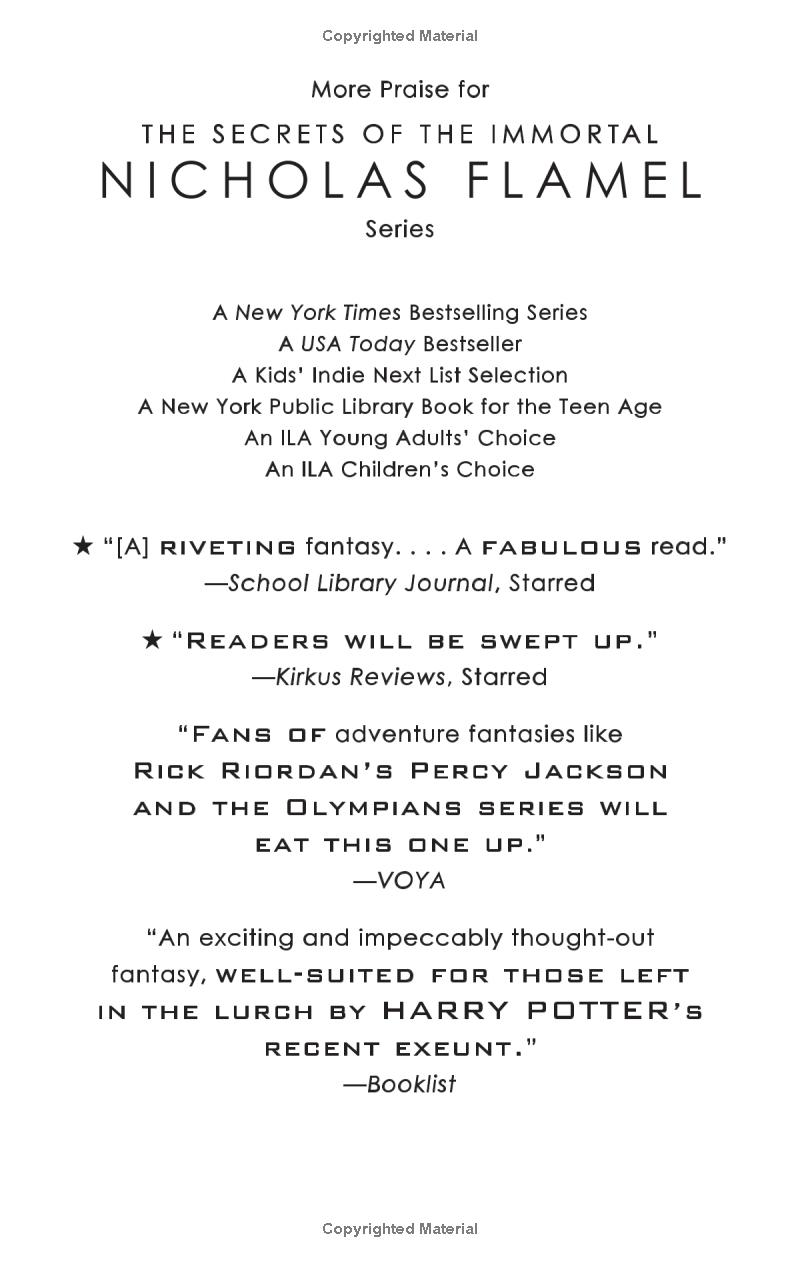 Copyrighted Material
More Praise for
THE SECRETS OF THE IMMORTAL
NICHOLAS FLAMEL
Series
A New York Times Bestselling Series
A USA Today Bestseller
A Kids’ Indie Next List Selection
A New York Public Library Book for the Teen Age
An ILA Young Adults’ Choice
An ILA Children’s Choice
★ “[A] RIVETING fantasy. . . . A FABULOUS read.”
—School Library Journal, Starred
★ “READERS WILL BE SWEPT UP.”
—Kirkus Reviews, Starred
“FANS OF adventure fantasies like
RICK RIORDAN’S PERCY JACKSON
AND THE OLYMPIANS SERIES WILL
EAT THIS ONE UP.”
—VOYA
“An exciting and impeccably thought-out
fantasy, WELL-SUITED FOR THOSE LEFT
IN THE LURCH BY HARRY POTTER’S
RECENT EXEUNT.”
—Booklist
Copyrighted Material